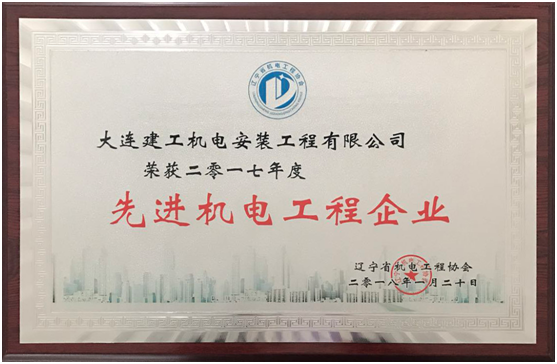 辽宁省机电工程协会
大连建工机电安装工程有限公司
荣获二零一七年度
先进机电工程企业
辽宁省机电工程协会
二零一八年一月二十日